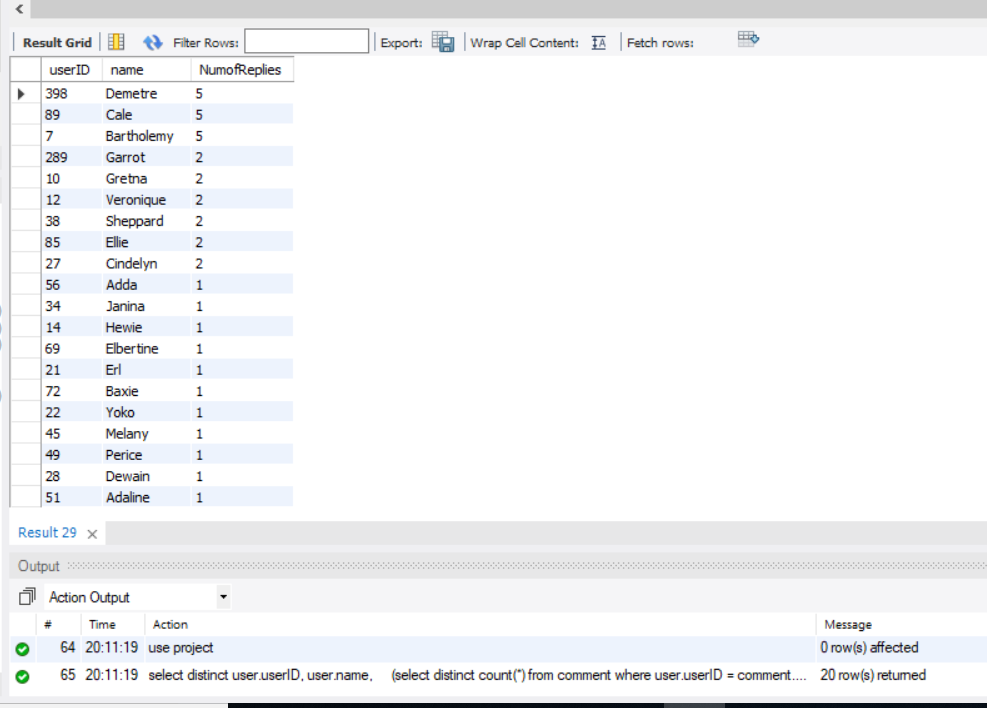 Result Grid Filter Rows: Export: Wrap Cell Content: Fetch rows:
userID name NumofReplies
398 Demetre 5
89 Cale 5
7 Bartholemy 5
289 Garrot 2
10 Gretna 2
12 Veronique 2
38 Sheppard 2
85 Ellie 2
27 Cindelyn 2
56 Adda 1
34 Janina 1
14 Hewie 1
69 Elbertine 1
21 Erl 1
72 Baxie 1
22 Yoko 1
45 Melany 1
49 Perice 1
28 Dewain 1
51 Adaline 1
Result 29
Output
Action Output
# Time Action Message
64 20:11:19 use project 0 row(s) affected
65 20:11:19 select distinct user.userID, user.name, (select distinct count(*) from comment where user.userID = comment.... 20 row(s) returned